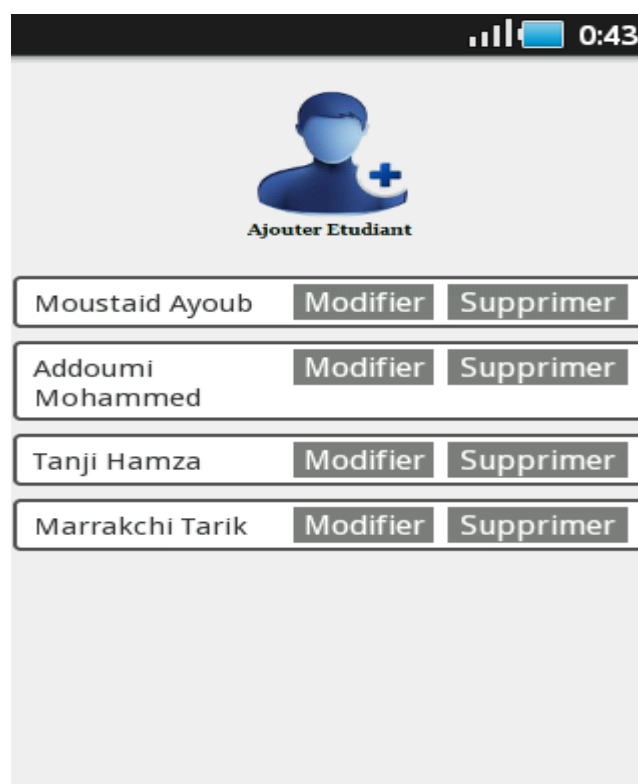 0:43
Ajouter Etudiant
Moustaid Ayoub Modifier Supprimer
Addoumi Modifier Supprimer
Mohammed
Tanji Hamza Modifier Supprimer
Marrakchi Tarik Modifier Supprimer